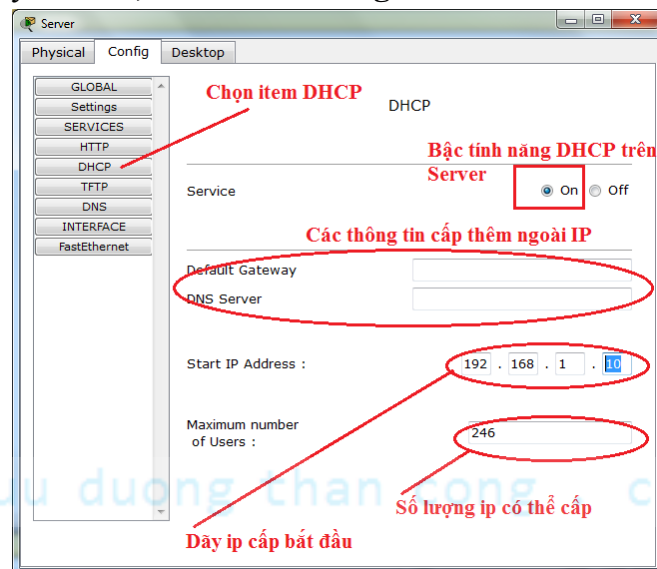 Server
Physical Config Desktop
GLOBAL
Settings
SERVICES
HTTP
DHCP
TFTP
DNS
INTERFACE
FastEthernet
Chọn item DHCP
DHCP
Bậc tính năng DHCP trên
Server
Service On Off
Các thông tin cấp thêm ngoài IP
Default Gateway
DNS Server
Start IP Address : 192 . 168 . 1 . 10
Maximum number
of Users :
246
Số lượng ip có thể cấp
Dãy ip cấp bắt đầu
duong than cong